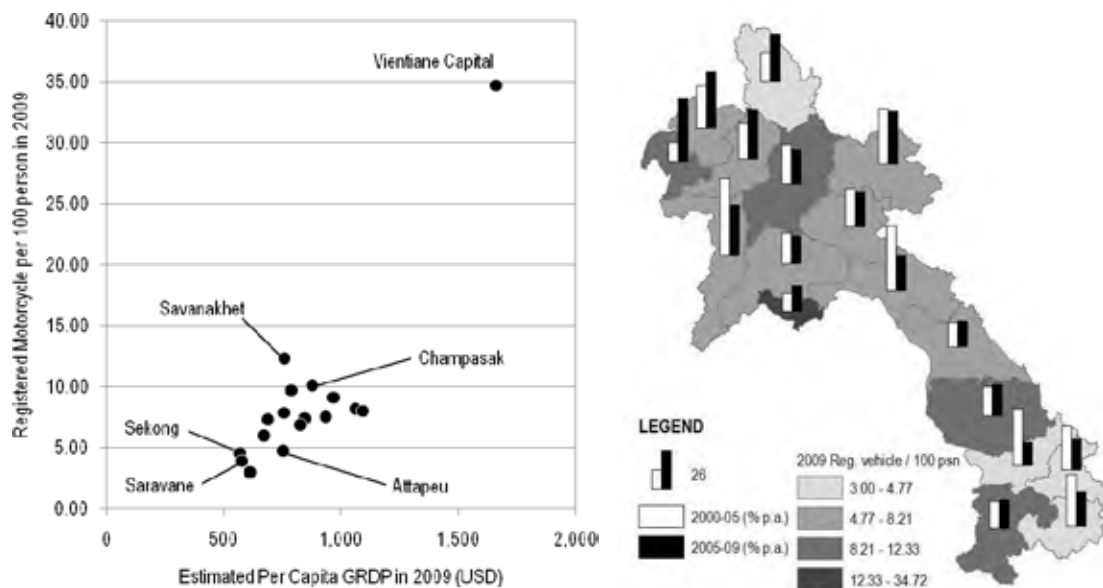 Registered Motorcycle per 100 person in 2009
40.00
35.00
30.00
25.00
20.00
15.00
10.00
5.00
0.00
Vientiane Capital
Savanakhet
Champasak
Sekong
Saravane
Attapeu
0
500
1,000
1,500
2,000
Estimated Per Capita GRDP in 2009 (USD)
LEGEND
26
2000-05 (% p.a.)
2005-09 (% p.a.)
2009 Reg. vehicle / 100 psn
3.00 - 4.77
4.77 - 8.21
8.21 - 12.33
12.33 - 34.72